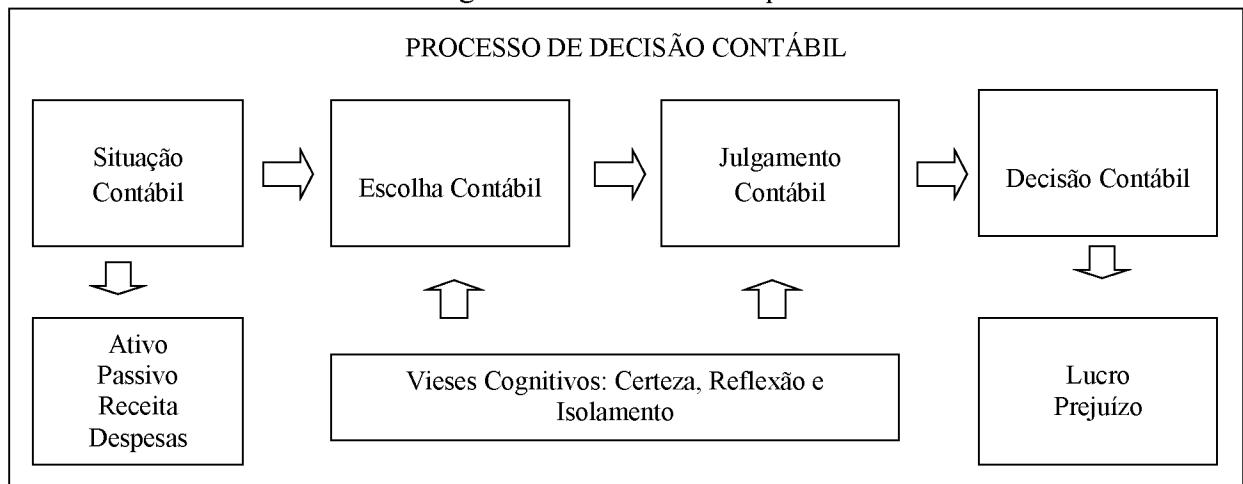 PROCESSO DE DECISÃO CONTÁBIL
Situação
Contábil
Escolha Contábil
Julgamento
Contábil
Decisão Contábil
Ativo
Passivo
Receita
Despesas
Vieses Cognitivos: Certeza, Reflexão e
Isolamento
Lucro
Prejuízo